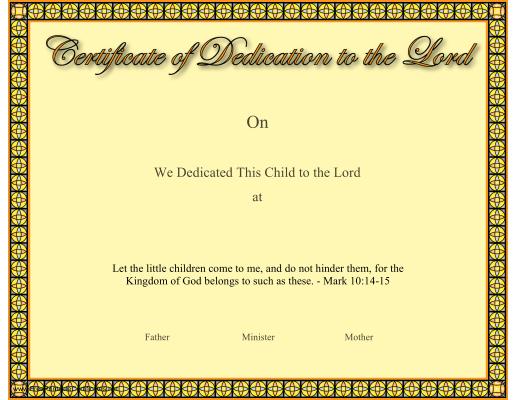 Certificate of Dedication to the Lord
On
We Dedicated This Child to the Lord
at
Let the little children come to me, and do not hinder them, for the
Kingdom of God belongs to such as these. - Mark 10:14-15
Father Minister Mother